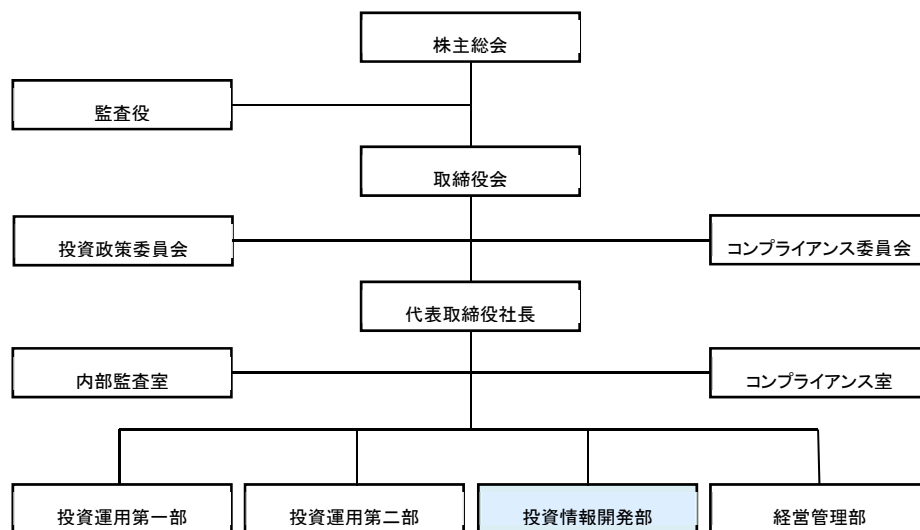 株主総会
監査役
取締役会
投資政策委員会
コンプライアンス委員会
代表取締役社長
内部監査室
コンプライアンス室
投資運用第一部
投資運用第二部
投資情報開発部
経営管理部